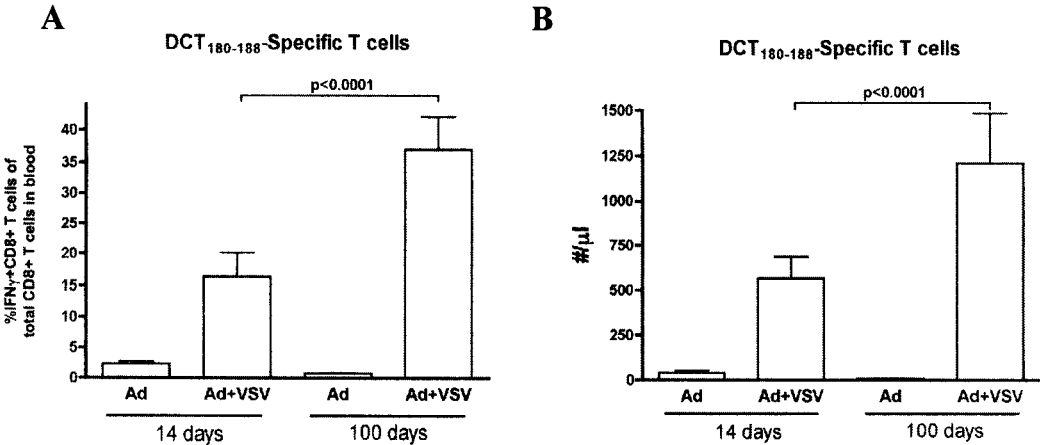 A
DCT180-188-Specific T cells
p<0.0001
%IFNγ+CD8+ T cells of
total CD8+ T cells in blood
40
35
30
25
20
15
10
5
0
Ad Ad+VSV Ad Ad+VSV
14 days 100 days
B
DCT180-188-Specific T cells
p<0.0001
#/μl
1500
1250
1000
750
500
250
0
Ad Ad+VSV Ad Ad+VSV
14 days 100 days